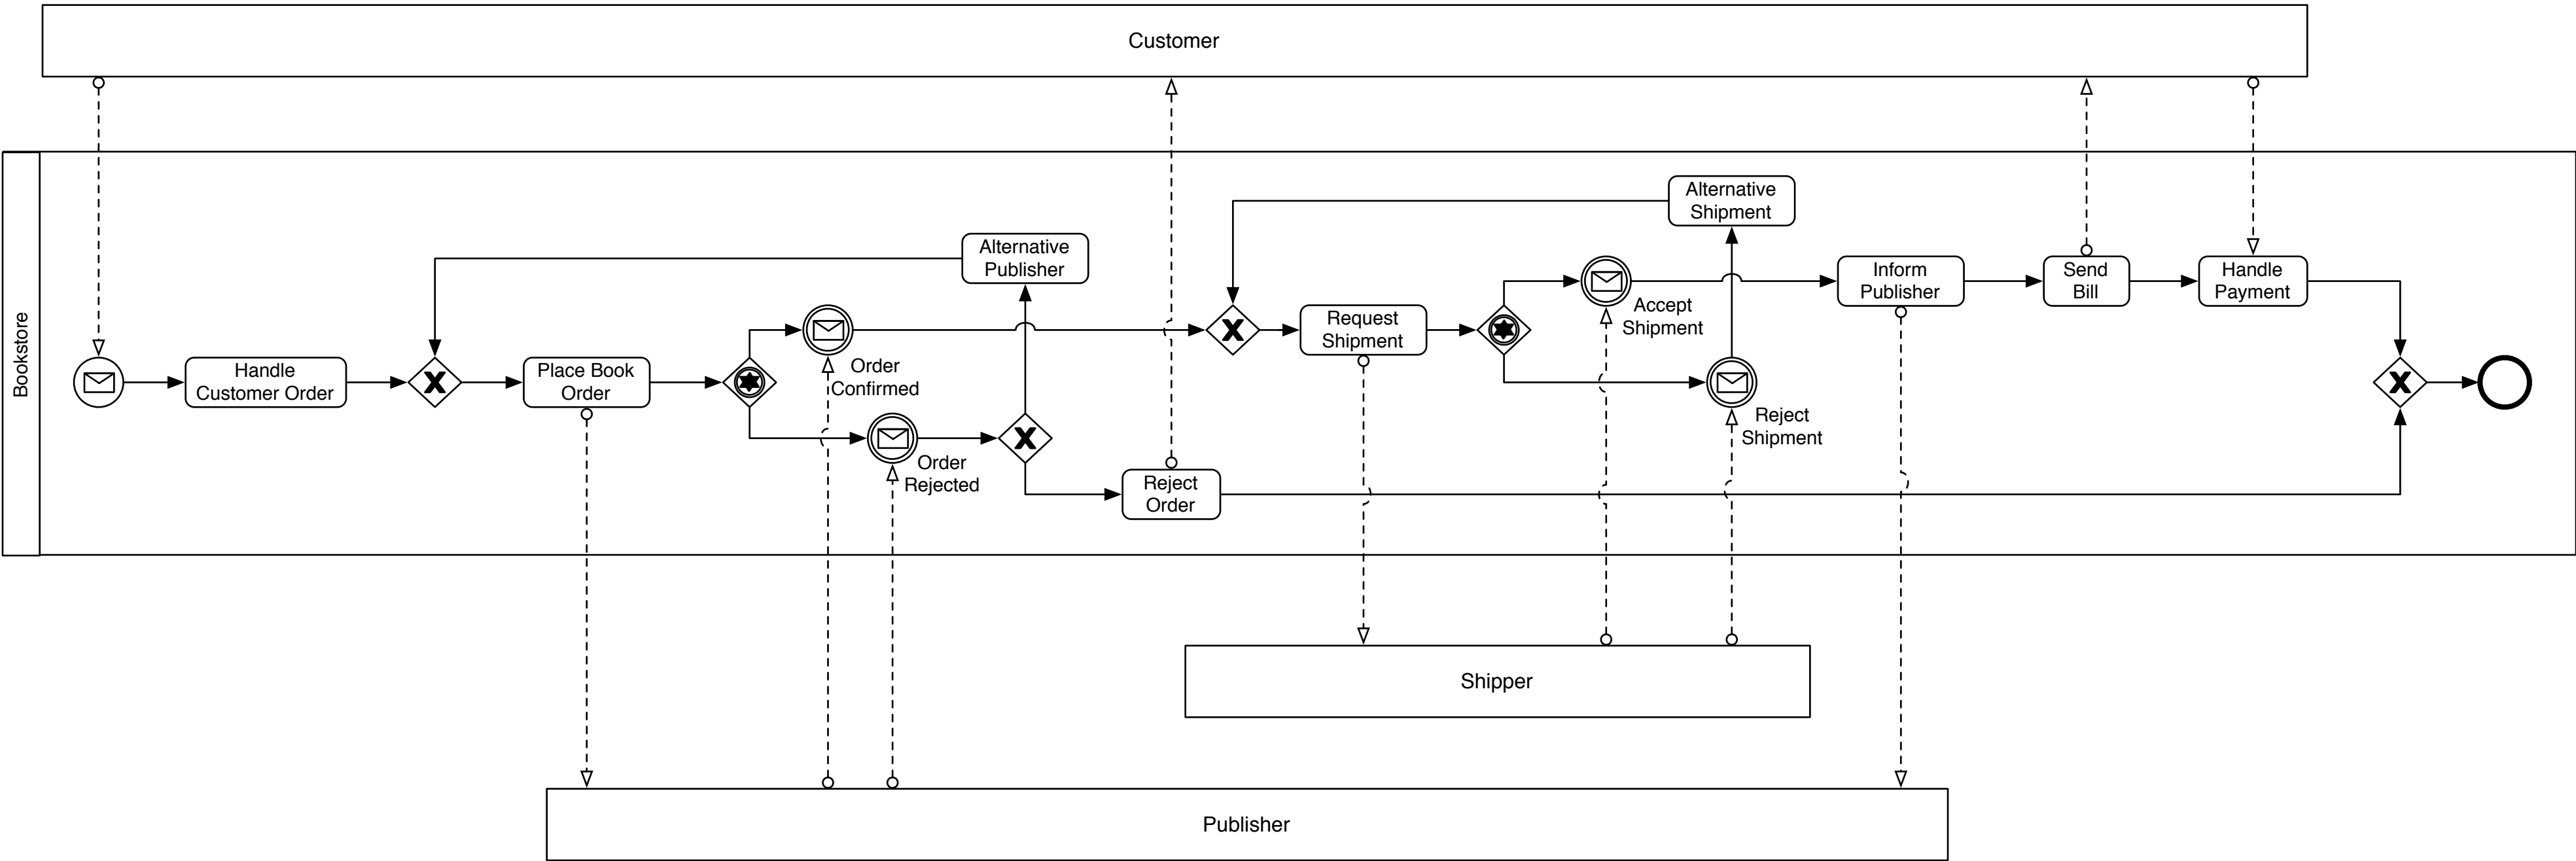 Customer
Bookstore
Handle
Customer Order
Place Book
Order
Order
Confirmed
Order
Rejected
Alternative
Publisher
Reject
Order
Request
Shipment
Alternative
Shipment
Accept
Shipment
Reject
Shipment
Inform
Publisher
Send
Bill
Handle
Payment
Shipper
Publisher